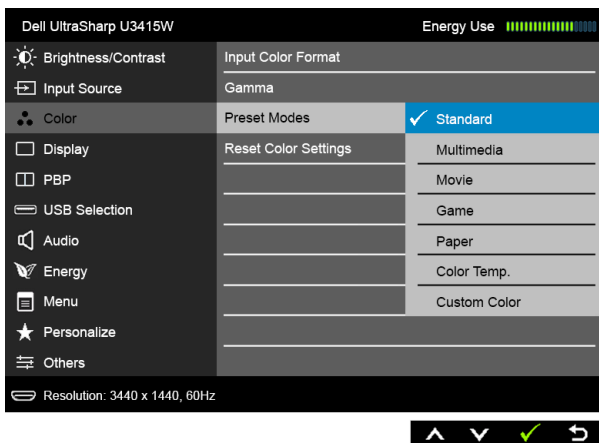 Dell UltraSharp U3415W
Energy Use
Brightness/Contrast
Input Color Format
Input Source
Gamma
Color
Preset Modes
Standard
Display
Reset Color Settings
Multimedia
PBP
Movie
USB Selection
Game
Audio
Paper
Energy
Color Temp.
Menu
Custom Color
Personalize
Others
Resolution: 3440 x 1440, 60Hz